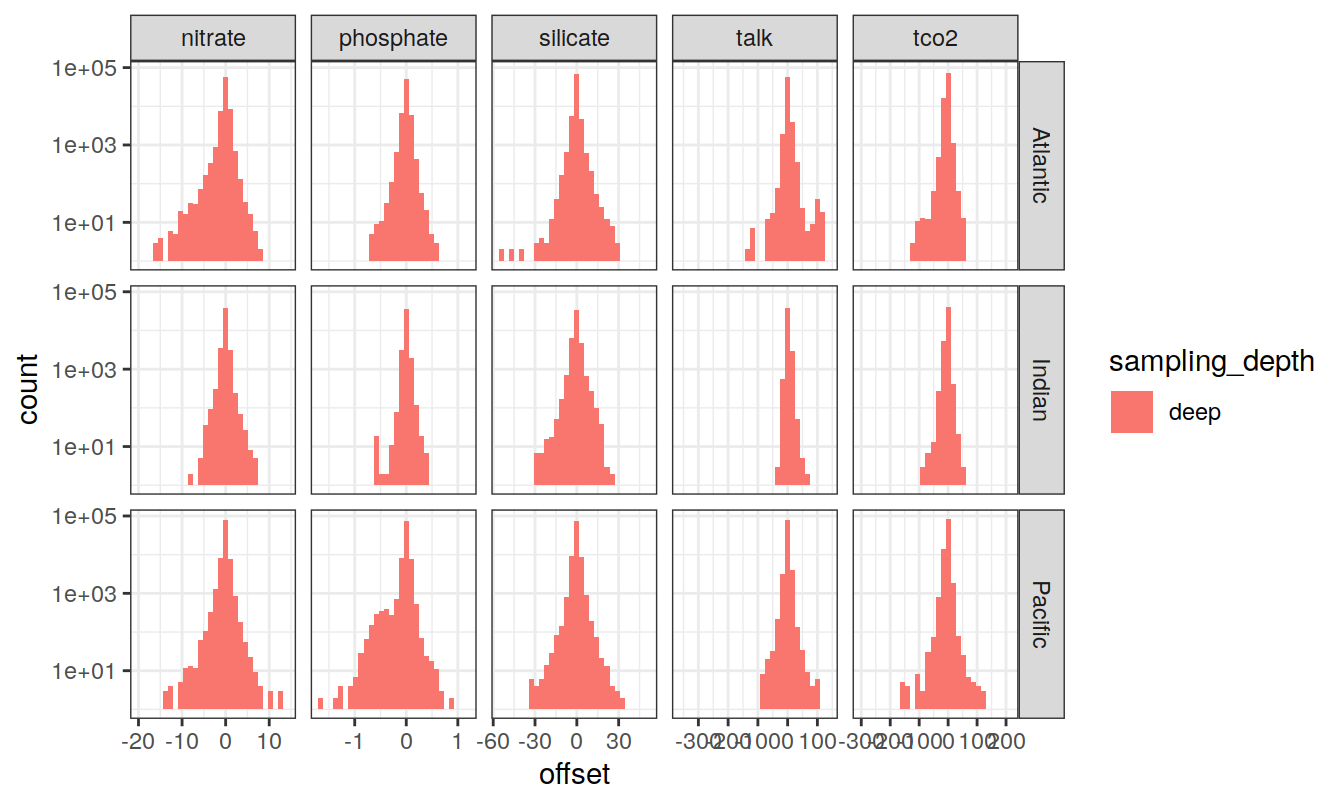 nitrate phosphate silicate talk tco2
1e+05
1e+03
1e+01
Atlantic
1e+05
1e+03
1e+01
Indian
1e+05
1e+03
1e+01
Pacific
count
-20 -10 0 10 -1 0 1 -60 -30 0 30 -300 -200 -100 0 100 -300 -200 -100 0 100 200
offset
sampling_depth
deep